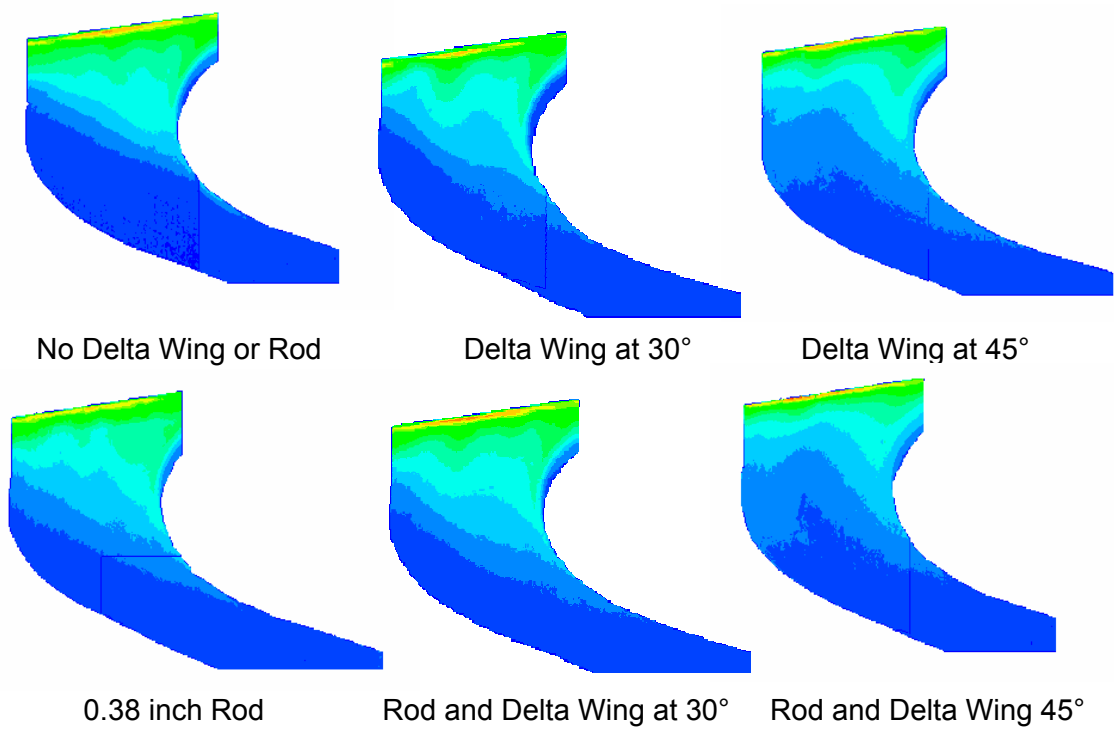 No Delta Wing or Rod
Delta Wing at 30°
Delta Wing at 45°
0.38 inch Rod
Rod and Delta Wing at 30°
Rod and Delta Wing 45°